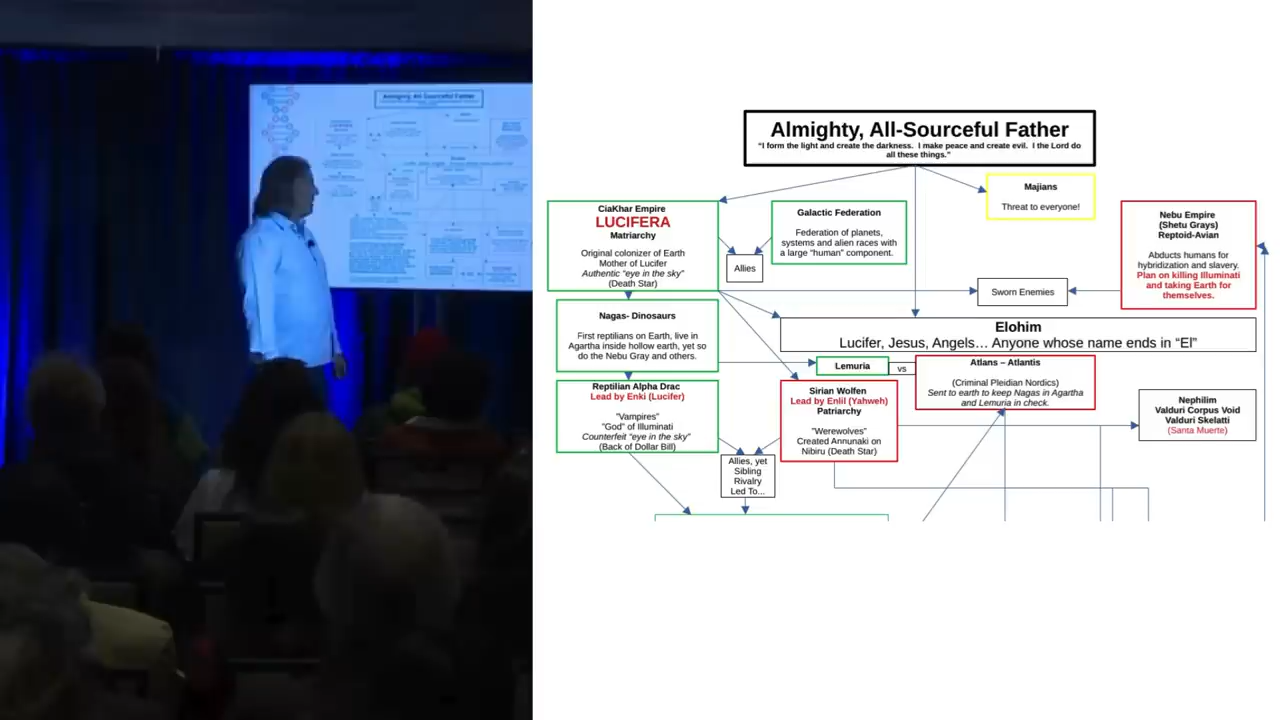 Almighty, All-Sourceful Father
Almighty, All-Sourceful Father
"I form the light and create the darkness. I make peace and create evil. I the Lord do
all these things."
Majians
Threat to everyone!
CiaKhar Empire
LUCIFERA
Matriarchy
Original colonizer of Earth
Mother of Lucifer
Authentic "eye in the sky"
(Death Star)
Galactic Federation
Federation of planets,
systems and alien races with
a large "human" component.
Allies
Nebu Empire
(Shetu Grays)
Reptoid-Avian
Abducts humans for
hybridization and slavery.
Plan on killing Illuminati
and taking Earth for
themselves.
Sworn Enemies
Nagas- Dinosaurs
First reptilians on Earth, live in
Agartha inside hollow earth, yet so
do the Nebu Gray and others.
Elohim
Lucifer, Jesus, Angels… Anyone whose name ends in "El"
Lemuria
vs
Atlans – Atlantis
(Criminal Pleidian Nordics)
Sent to earth to keep Nagas in Agartha
and Lemuria in check.
Reptilian Alpha Drac
Lead by Enki (Lucifer)
"Vampires"
"God" of Illuminati
Counterfeit "eye in the sky"
(Back of Dollar Bill)
Sirian Wolfen
Lead by Enlil (Yahweh)
Patriarchy
"Werewolves"
Created Annunaki on
Nibiru (Death Star)
Nephilim
Valduri Corpus Void
Valduri Skelatti
(Santa Muerte)
Allies, yet
Sibling
Rivalry
Led To...